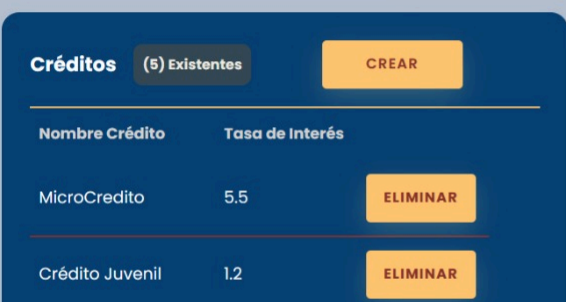 Créditos (5) Existentes CREAR
Nombre Crédito Tasa de Interés
MicroCredito 5.5 ELIMINAR
Crédito Juvenil 1.2 ELIMINAR